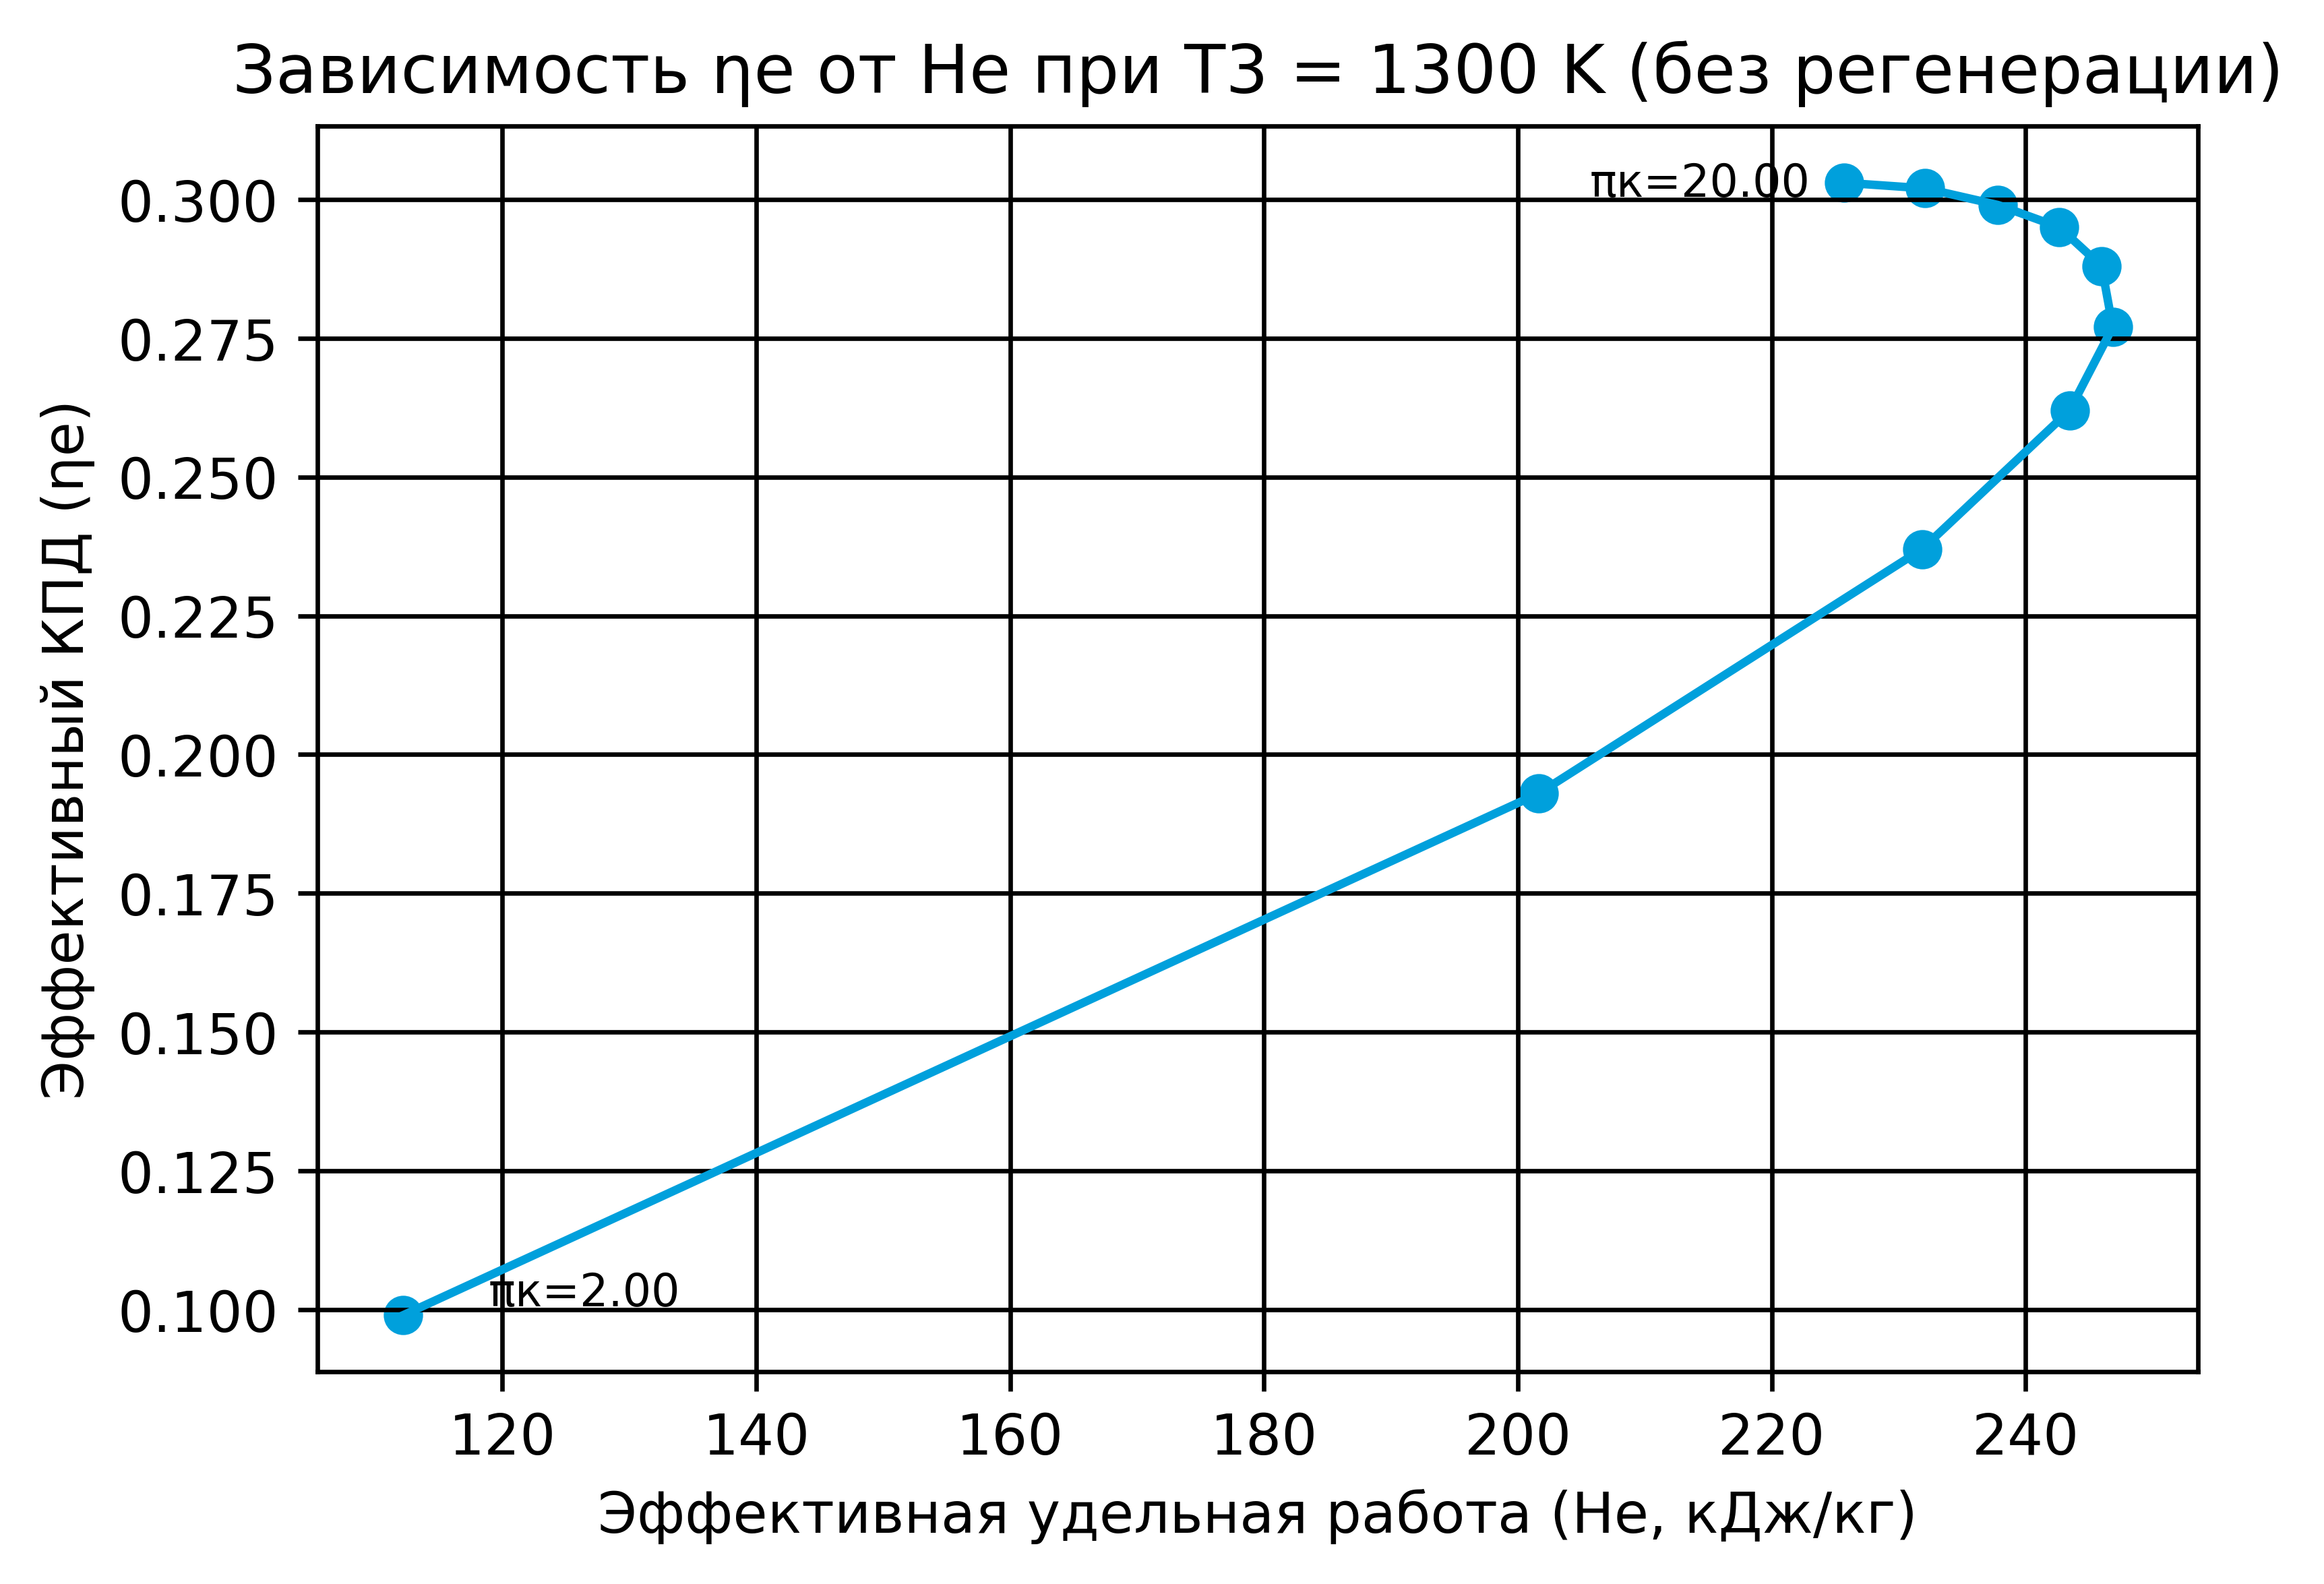 Зависимость ηe от He при T3 = 1300 K (без регенерации)
Эффективный КПД (ηe)
0.300
0.275
0.250
0.225
0.200
0.175
0.150
0.125
0.100
πк=20.00
πк=2.00
120 140 160 180 200 220 240
Эффективная удельная работа (He, кДж/кг)